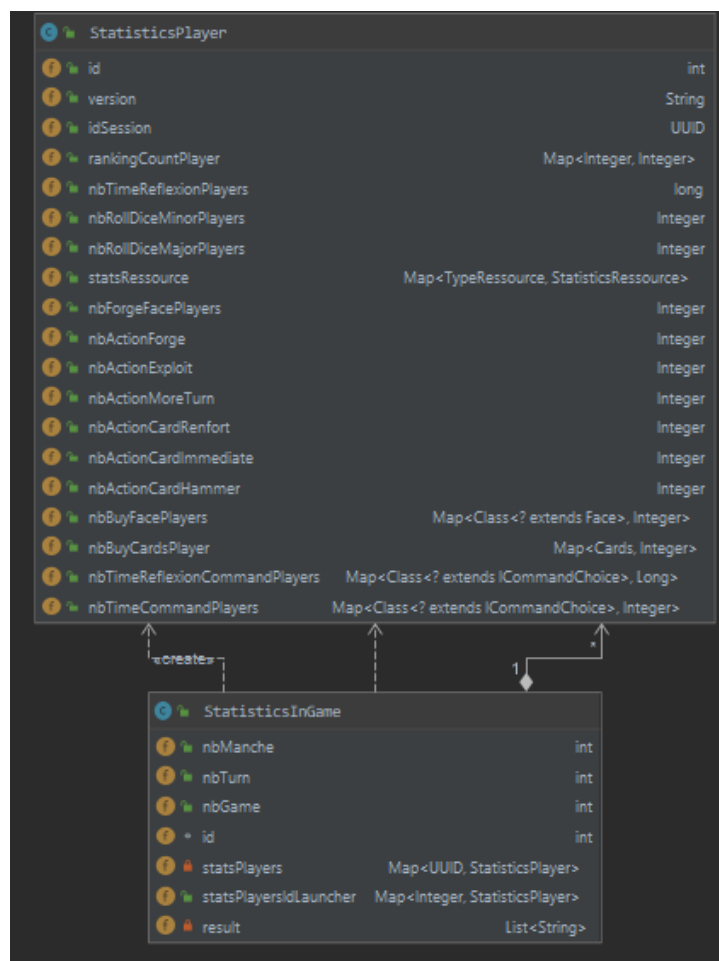 StatisticsPlayer
id int
version String
idSession UUID
rankingCountPlayer Map<Integer, Integer>
nbTimeReflexionPlayers long
nbRollDiceMinorPlayers Integer
nbRollDiceMajorPlayers Integer
statsRessource Map<TypeRessource, StatisticsRessource>
nbForgeFacePlayers Integer
nbActionForge Integer
nbActionExploit Integer
nbActionMoreTurn Integer
nbActionCardRenfort Integer
nbActionCardImmediate Integer
nbActionCardHammer Integer
nbBuyFacePlayers Map<Class<? extends Face>, Integer>
nbBuyCardsPlayer Map<Cards, Integer>
nbTimeReflexionCommandPlayers Map<Class<? extends ICommandChoice>, Long>
nbTimeCommandPlayers Map<Class<? extends ICommandChoice>, Integer>
*
«create»
1
StatisticsInGame
nbManche int
nbTurn int
nbGame int
id int
statsPlayers Map<UUID, StatisticsPlayer>
statsPlayersIdLauncher Map<Integer, StatisticsPlayer>
result List<String>